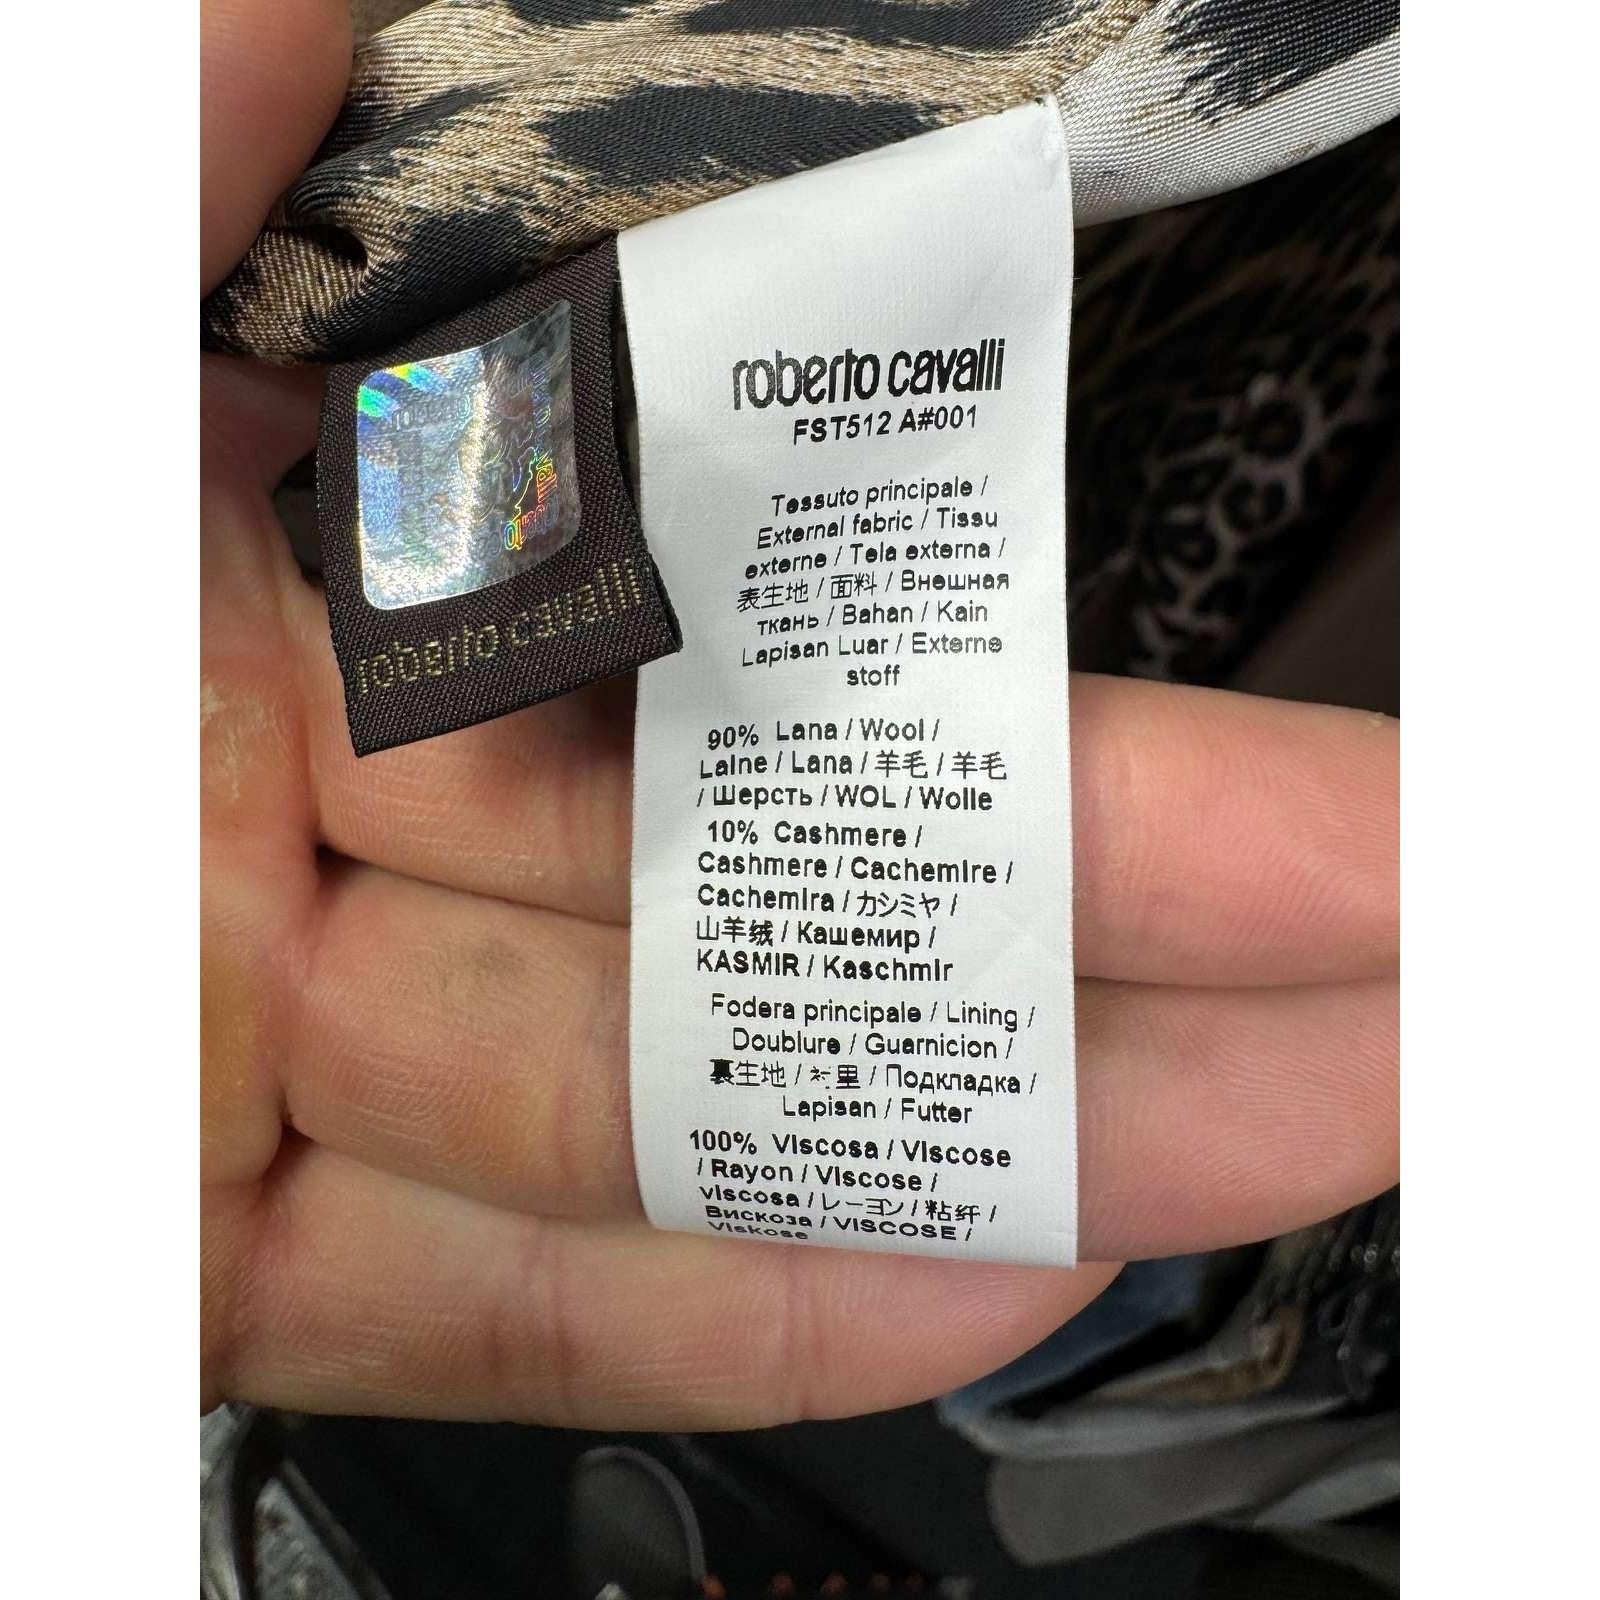 roberto cavalli
roberto cavalli
FST512 A#001
Tessuto principale /
External fabric / Tissu
externe / Tela externa /
表生地 / 面料 / Внешная
ткань / Bahan / Kain
Lapisan Luar / Externe
stoff
90% Lana / Wool /
Laine / Lana / 羊毛 / 羊毛
/ Шерсть / WOL / Wolle
10% Cashmere /
Cashmere / Cachemire /
Cachemira / カシミヤ /
山羊绒 / Кашемир /
KASMIR / Kaschmir
Fodera principale / Lining /
Doublure / Guarnicion /
裏生地 / 衬里 / Подкладка /
Lapisan / Futter
100% Viscosa / Viscose
/ Rayon / Viscose /
viscosa / レーヨン / 粘纤 /
Вискоза / VISCOSE /
Viskose